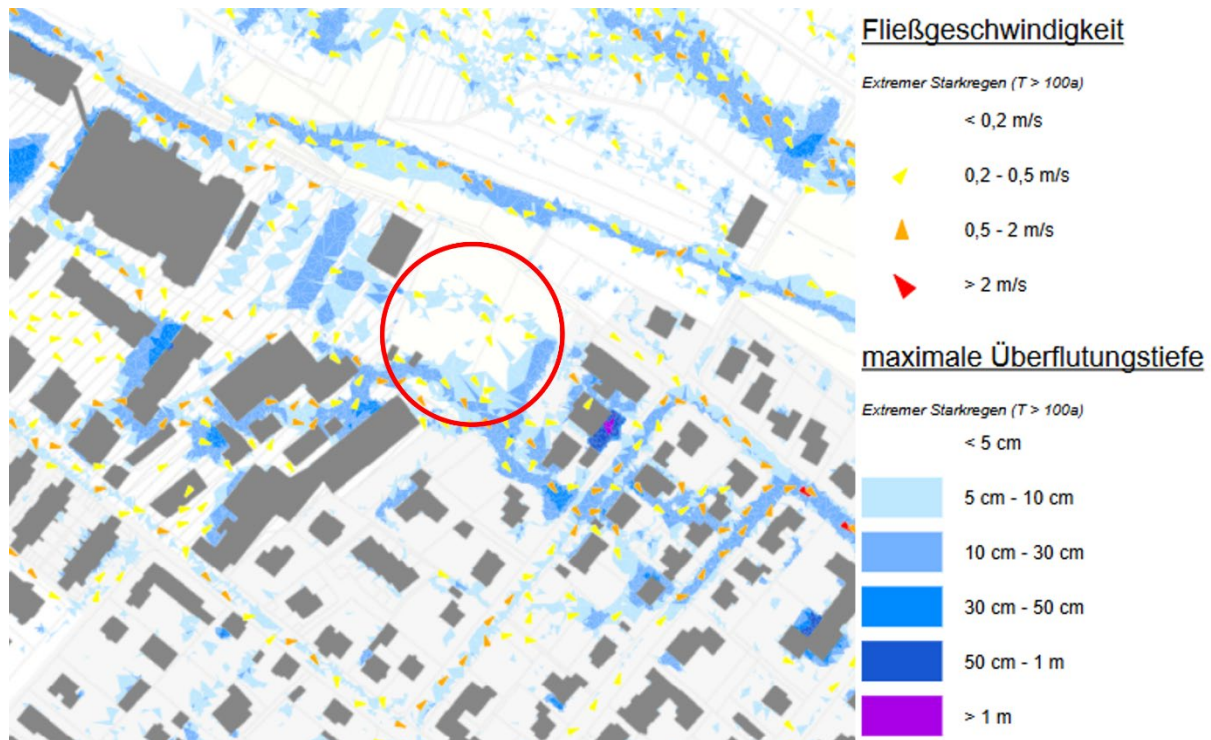 Fließgeschwindigkeit
Extremer Starkregen (T > 100a)
< 0,2 m/s
0,2 - 0,5 m/s
0,5 - 2 m/s
> 2 m/s
maximale Überflutungstiefe
Extremer Starkregen (T > 100a)
< 5 cm
5 cm - 10 cm
10 cm - 30 cm
30 cm - 50 cm
50 cm - 1 m
> 1 m